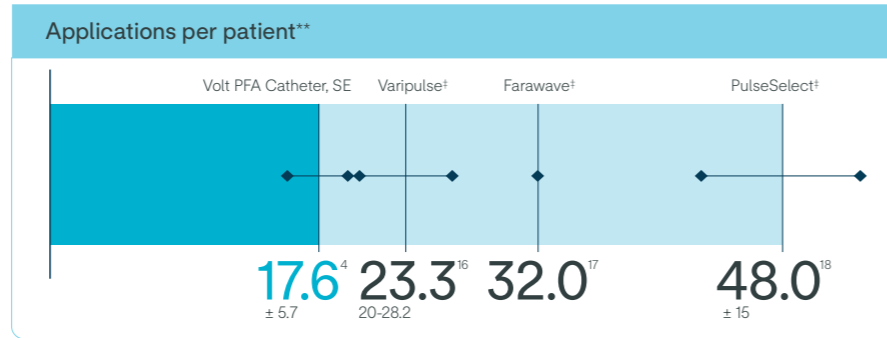 Applications per patient**
Volt PFA Catheter, SE Varipulse‡ Farawave‡ PulseSelect‡
17.6⁴ 23.3¹⁶ 32.0¹⁷ 48.0¹⁸
± 5.7 20-28.2 ± 15